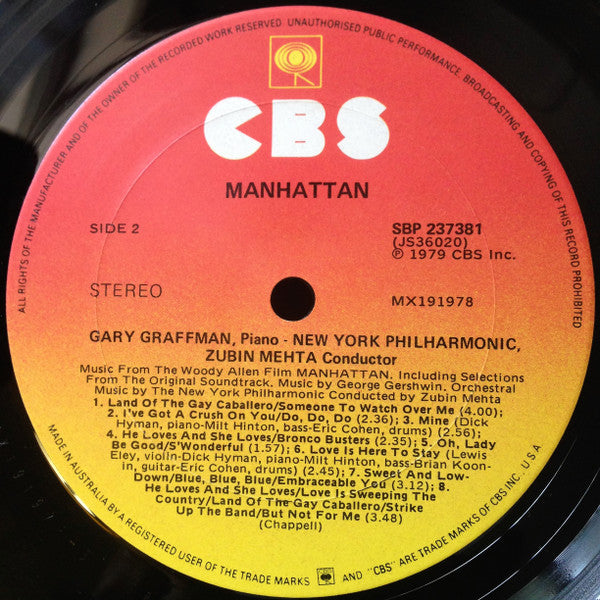 ALL RIGHTS OF THE MANUFACTURER AND OF THE OWNER OF THE RECORDED WORK RESERVED UNAUTHORISED PUBLIC PERFORMANCE, BROADCASTING AND COPYING OF THIS RECORD PROHIBITED
CBS
MANHATTAN
SIDE 2
SBP 237381
(JS36020)
℗ 1979 CBS Inc.
STEREO
MX191978
GARY GRAFFMAN, Piano - NEW YORK PHILHARMONIC,
ZUBIN MEHTA Conductor
Music From The Woody Allen Film MANHATTAN. Including Selections
From The Original Soundtrack. Music by George Gershwin. Orchestral
Music by The New York Philharmonic Conducted by Zubin Mehta
1. Land Of The Gay Caballero/Someone To Watch Over Me (4.00);
2. I've Got A Crush On You/Do, Do, Do (2.36); 3. Mine (Dick
Hyman, piano-Milt Hinton, bass-Eric Cohen, drums) (2.56);
4. He Loves And She Loves/Bronco Busters (2.35); 5. Oh, Lady
Be Good/S'Wonderful (1.57); 6. Love Is Here To Stay (Lewis
Eley, violin-Dick Hyman, piano-Milt Hinton, bass-Brian Koon-
in, guitar-Eric Cohen, drums) (2.45); 7. Sweet And Low-
Down/Blue, Blue, Blue/Embraceable You (3.12); 8.
He Loves And She Loves/Love Is Sweeping The
Country/Land Of The Gay Caballero/Strike
Up The Band/But Not For Me (3.48)
(Chappell)
MADE IN AUSTRALIA BY A REGISTERED USER OF THE TRADE MARKS AND "CBS" ARE TRADE MARKS OF CBS INC. U S A